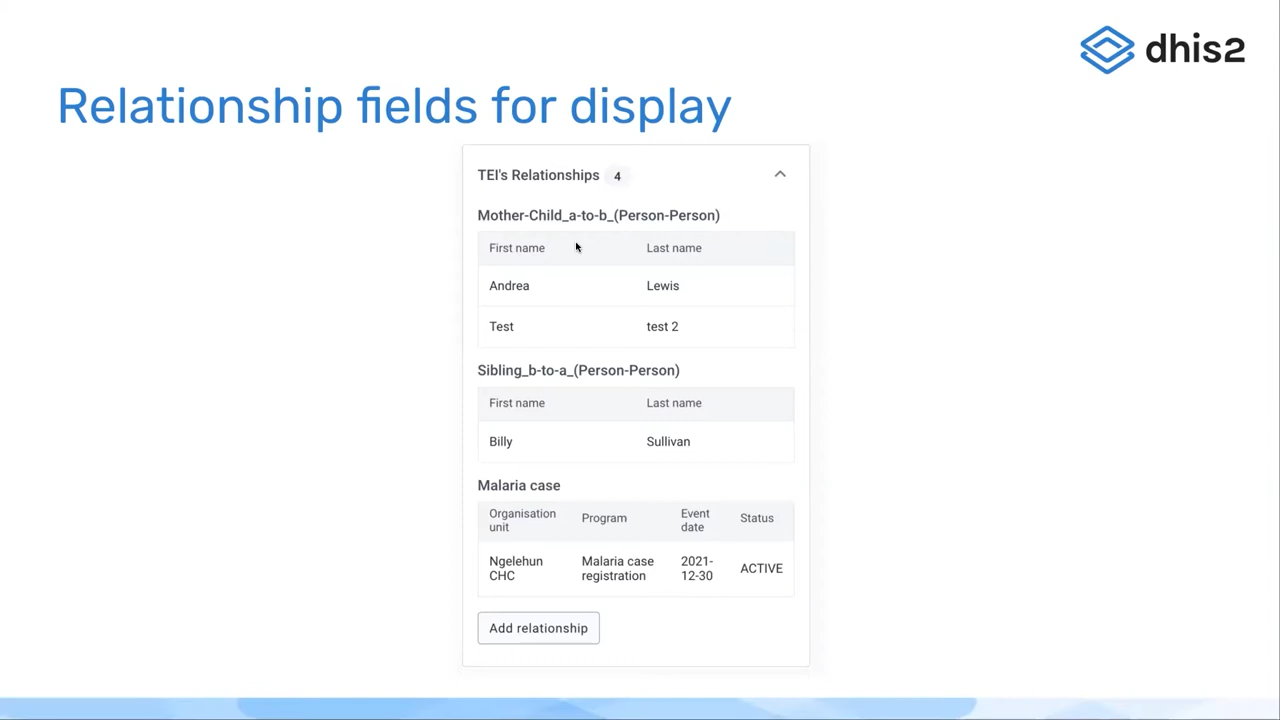 dhis2
Relationship fields for display
TEI's Relationships 4
Mother-Child_a-to-b_(Person-Person)
First name Last name
Andrea Lewis
Test test 2
Sibling_b-to-a_(Person-Person)
First name Last name
Billy Sullivan
Malaria case
Organisation unit Program Event date Status
Ngelehun CHC Malaria case registration 2021-12-30 ACTIVE
Add relationship